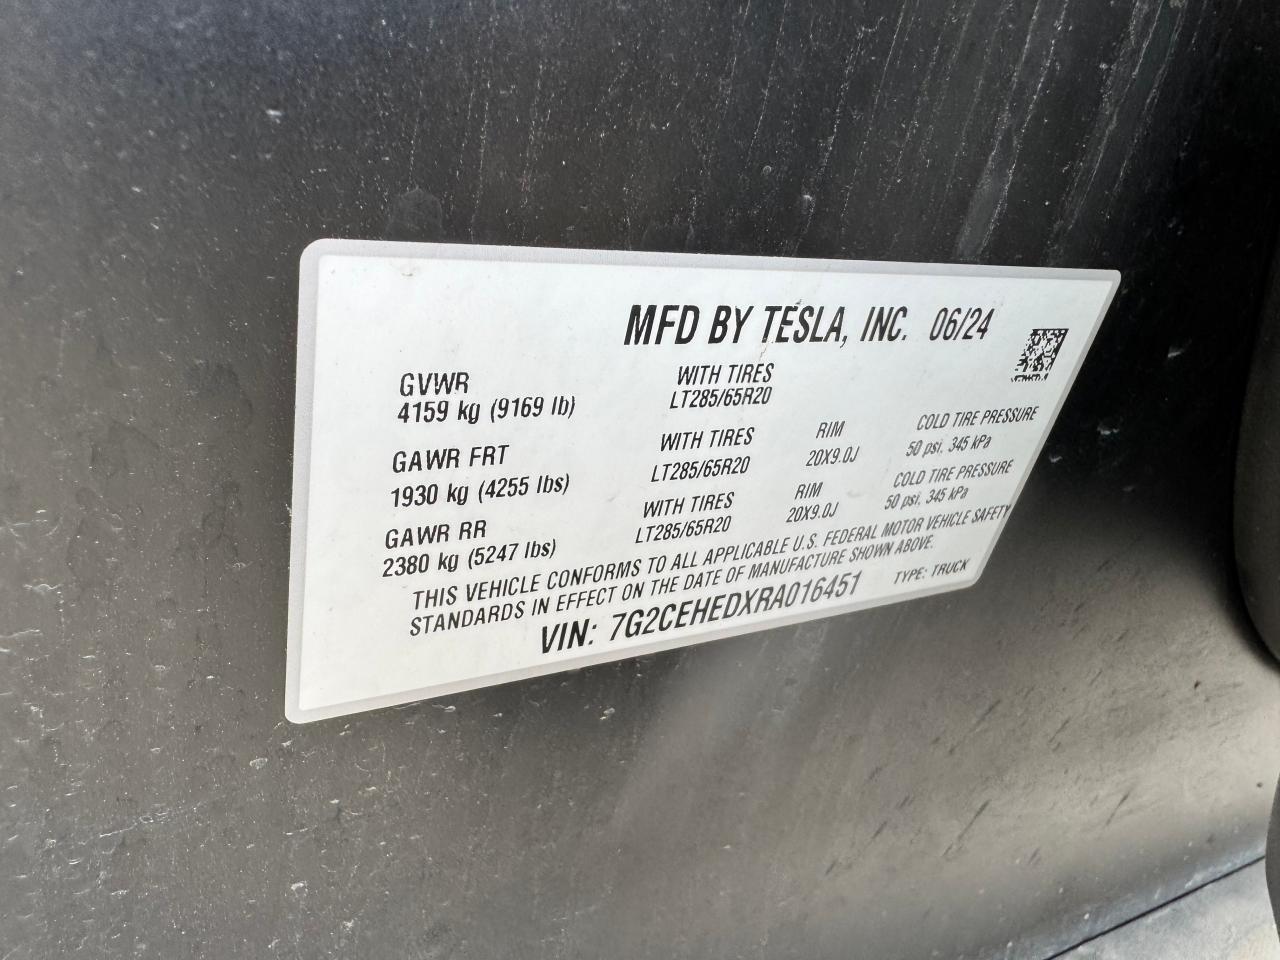 MFD BY TESLA, INC. 06/24
GVWR WITH TIRES
4159 kg (9169 lb) LT285/65R20
GAWR FRT WITH TIRES RIM COLD TIRE PRESSURE
1930 kg (4255 lbs) LT285/65R20 20X9.0J 50 psi, 345 kPa
GAWR RR WITH TIRES RIM COLD TIRE PRESSURE
2380 kg (5247 lbs) LT285/65R20 20X9.0J 50 psi, 345 kPa
THIS VEHICLE CONFORMS TO ALL APPLICABLE U.S. FEDERAL MOTOR VEHICLE SAFETY
STANDARDS IN EFFECT ON THE DATE OF MANUFACTURE SHOWN ABOVE.
VIN: 7G2CEHEDXRA016451 TYPE: TRUCK